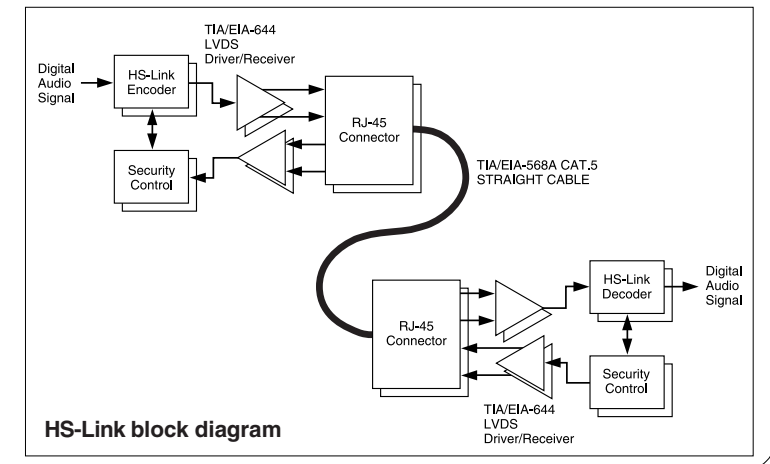 TIA/EIA-644
LVDS
Driver/Receiver
Digital
Audio
Signal
HS-Link
Encoder
RJ-45
Connector
Security
Control
TIA/EIA-568A CAT.5
STRAIGHT CABLE
RJ-45
Connector
HS-Link
Decoder
Digital
Audio
Signal
Security
Control
TIA/EIA-644
LVDS
Driver/Receiver
HS-Link block diagram